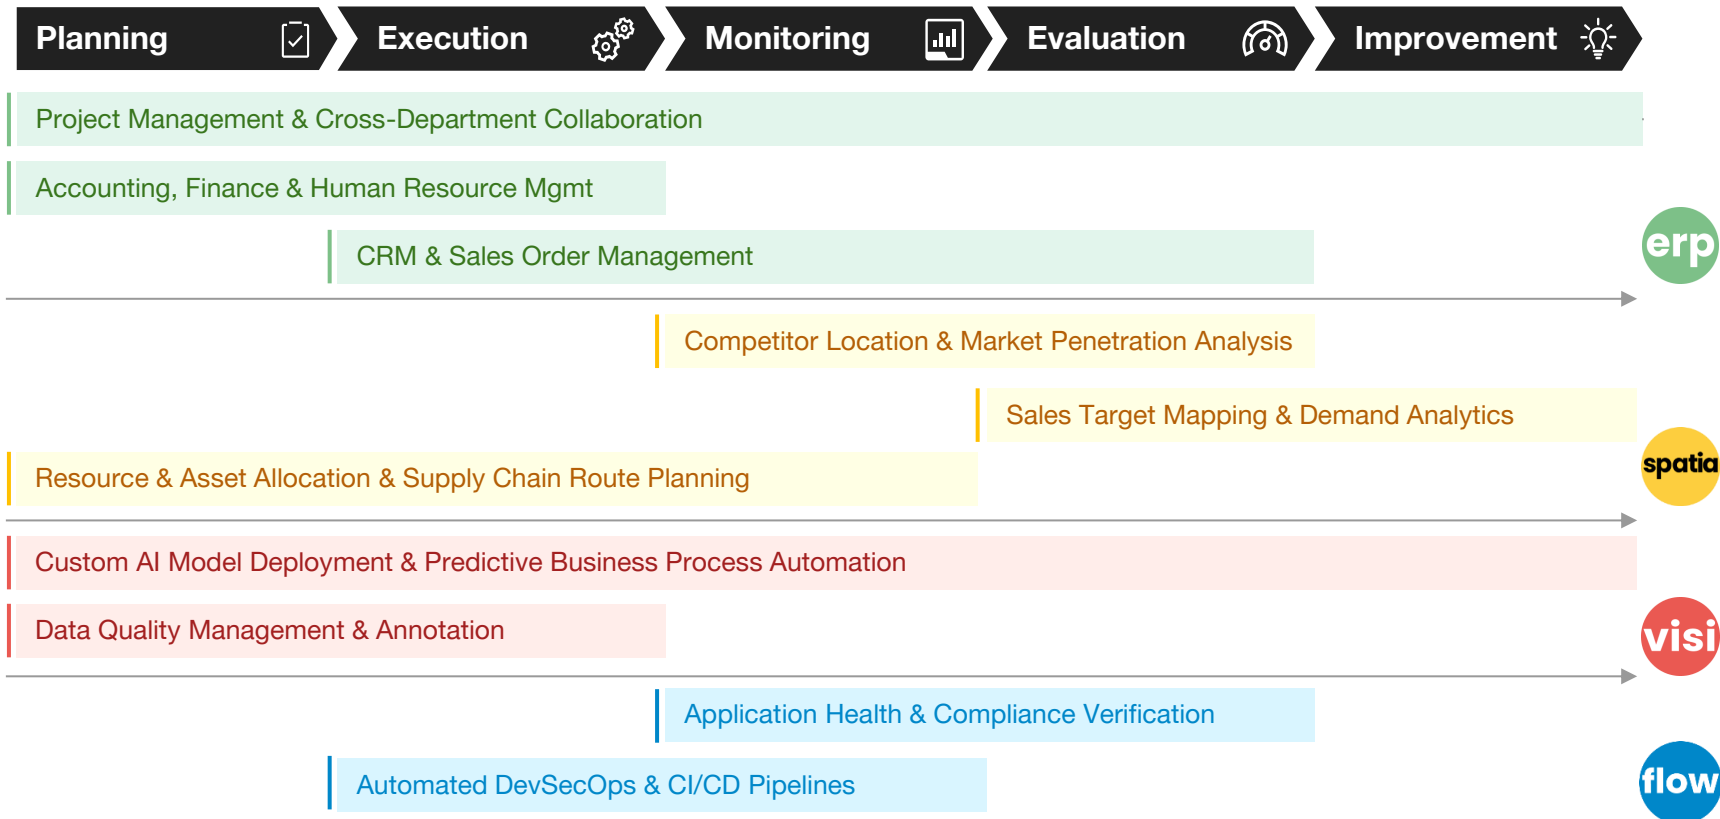 Planning
Execution
Monitoring
Evaluation
Improvement
Project Management & Cross-Department Collaboration
Accounting, Finance & Human Resource Mgmt
CRM & Sales Order Management
erp
Competitor Location & Market Penetration Analysis
Sales Target Mapping & Demand Analytics
Resource & Asset Allocation & Supply Chain Route Planning
spatia
Custom AI Model Deployment & Predictive Business Process Automation
Data Quality Management & Annotation
visi
Application Health & Compliance Verification
Automated DevSecOps & CI/CD Pipelines
flow